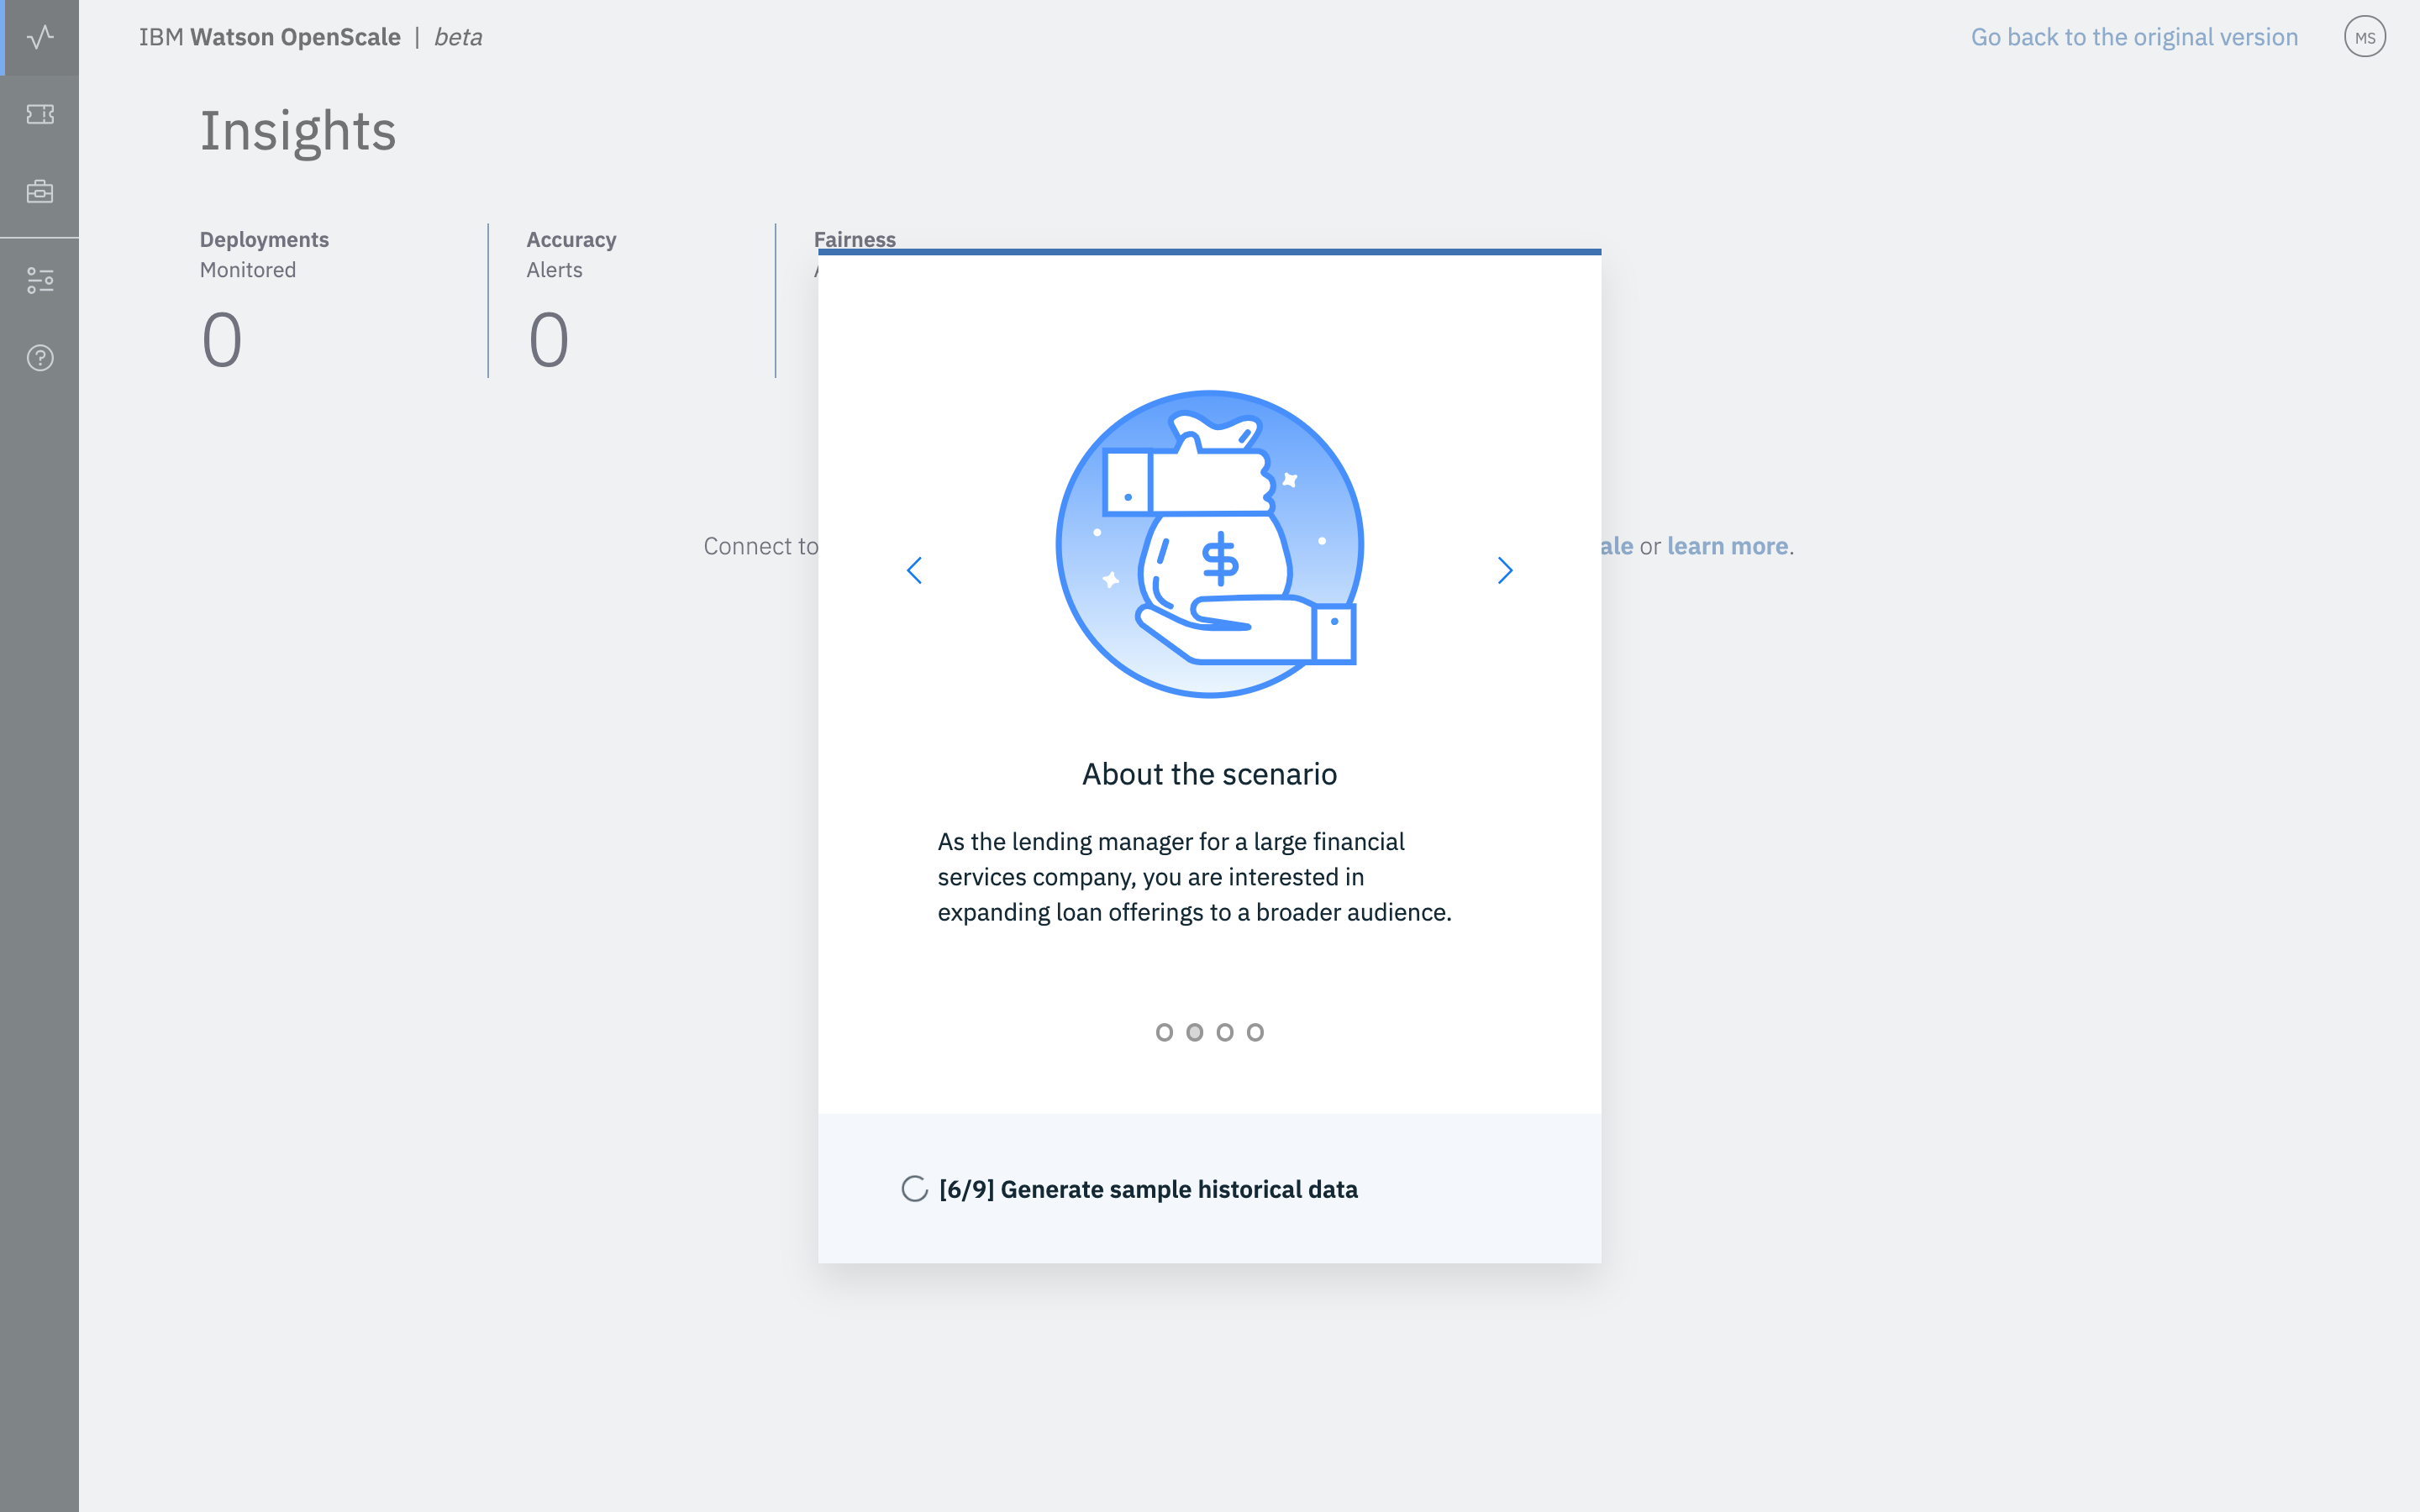 IBM Watson OpenScale | beta
Go back to the original version
MS
Insights
Deployments
Monitored
0
Accuracy
Alerts
0
Fairness
Connect to
ale or learn more.
$
About the scenario
As the lending manager for a large financial
services company, you are interested in
expanding loan offerings to a broader audience.
[6/9] Generate sample historical data